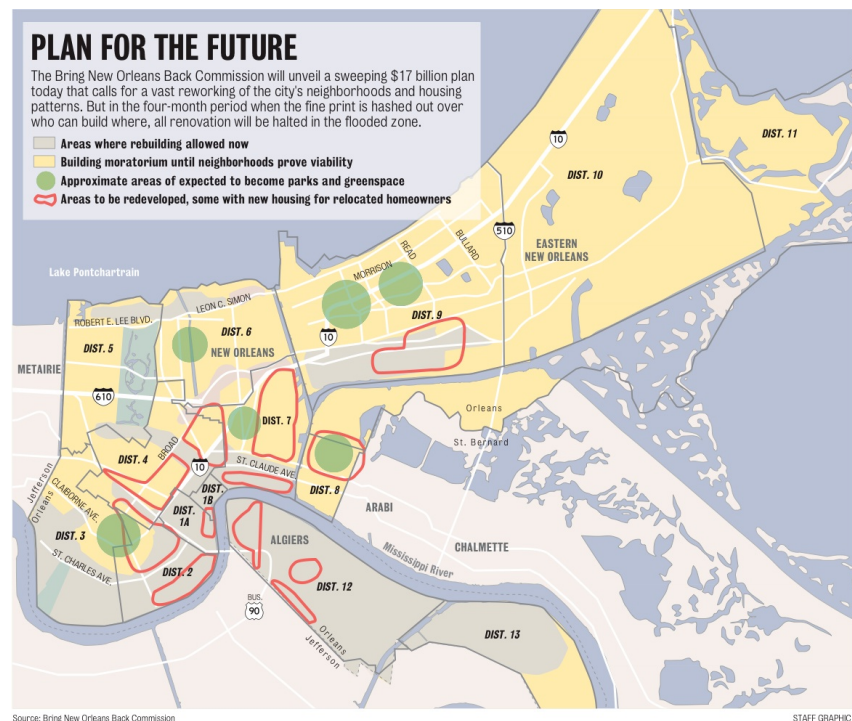 PLAN FOR THE FUTURE
The Bring New Orleans Back Commission will unveil a sweeping $17 billion plan
today that calls for a vast reworking of the city's neighborhoods and housing
patterns. But in the four-month period when the fine print is hashed out over
who can build where, all renovation will be halted in the flooded zone.
Areas where rebuilding allowed now
Building moratorium until neighborhoods prove viability
Approximate areas of expected to become parks and greenspace
Areas to be redeveloped, some with new housing for relocated homeowners
DIST. 11
10
DIST. 10
510
BULLARD
READ
MORRISON
EASTERN
NEW ORLEANS
Lake Pontchartrain
LEON C. SIMON
ROBERT E. LEE BLVD.
DIST. 6
DIST. 9
10
DIST. 5
NEW ORLEANS
METAIRIE
610
Orleans
St. Bernard
DIST. 7
BROAD
DIST. 4
10
ST. CLAUDE AVE.
Jefferson
Orleans
CLAIBORNE AVE.
DIST.
1B
DIST. 8
DIST.
1A
ARABI
DIST. 3
ALGIERS
CHALMETTE
Mississippi River
ST. CHARLES AVE.
DIST. 2
DIST. 12
BUS.
90
Orleans
Jefferson
DIST. 13
Source: Bring New Orleans Back Commission
STAFF GRAPHIC